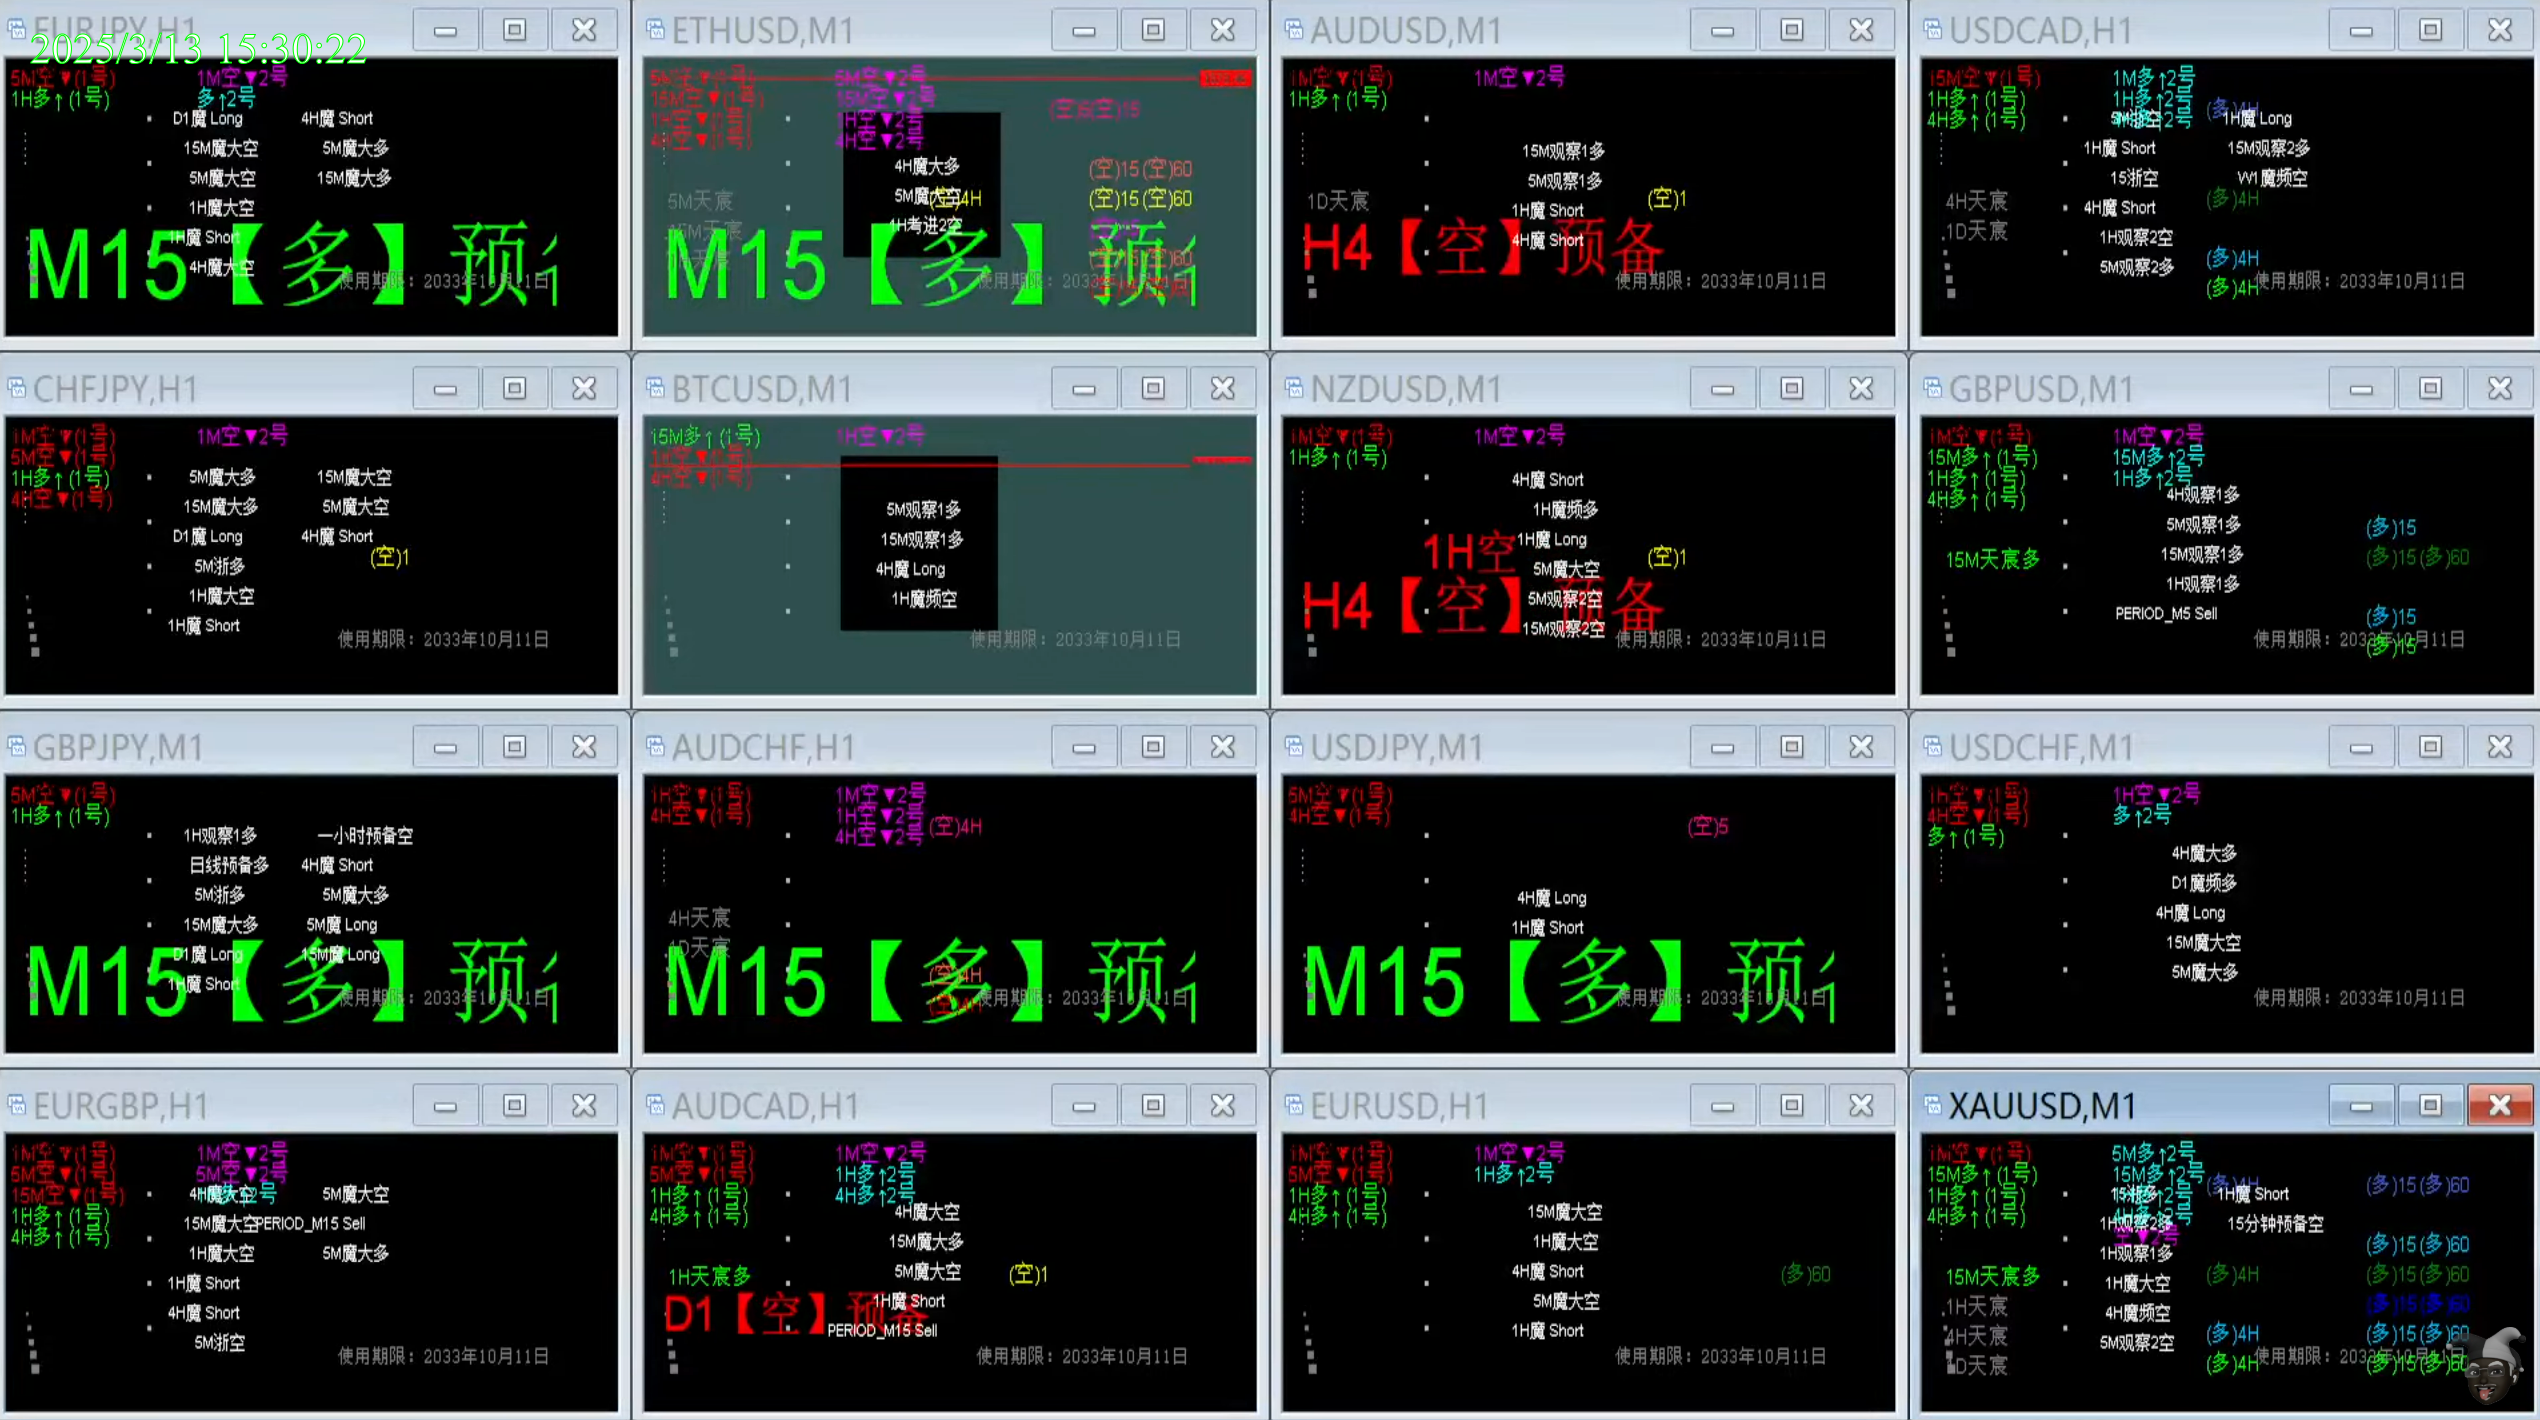 2025/3/13 15:30:22
EURJPY,H1
5M空▼(1号)
1M空▼2号
1H多↑(1号)
多↑2号
D1魔 Long
4H魔 Short
15M魔大空
5M魔大多
5M魔大空
15M魔大多
1H魔大空
1H魔 Short
4H魔大空
M15【多】预
使用期限: 2033年10月11日
ETHUSD,M1
5M空▼(1号)
5M空▼2号
15M空▼(1号)
15M空▼2号
1H空▼(1号)
1H空▼2号
4H空▼(1号)
4H空▼2号
4H魔大多
(空)15(空)60
5M天宸
5M魔大空
(空)4H
(空)15(空)60
15M天宸
1H考进2空
M15【多】预
AUDUSD,M1
1M空▼(1号)
1M空▼2号
1H多↑(1号)
15M观察1多
5M观察1多
1D天宸
(空)1
1H魔 Short
4H魔 Short
H4【空】预备
使用期限: 2033年10月11日
USDCAD,H1
15M空▼(1号)
1M多↑2号
1H多↑(1号)
1H多↑2号
4H多↑(1号)
4H多↑2号
(多)4H
1H魔 Long
1H魔 Short
15M观察2多
15浙空
W1魔频空
4H天宸
(多)4H
4H魔 Short
1D天宸
1H观察2空
(多)4H
5M观察2多
(多)4H
使用期限: 2033年10月11日
CHFJPY,H1
1M空▼(1号)
1M空▼2号
5M空▼(1号)
1H多↑(1号)
4H空▼(1号)
5M魔大多
15M魔大空
15M魔大多
5M魔大空
D1魔 Long
4H魔 Short
(空)1
5M浙多
1H魔大空
1H魔 Short
使用期限: 2033年10月11日
BTCUSD,M1
15M多↑(1号)
1H空▼2号
1H空▼(1号)
4H空▼(1号)
5M观察1多
15M观察1多
4H魔 Long
1H魔频空
使用期限: 2033年10月11日
NZDUSD,M1
1M空▼(1号)
1M空▼2号
1H多↑(1号)
4H魔 Short
1H魔频多
1H空
1H魔 Long
(空)1
5M魔大空
5M观察2空
15M观察2空
H4【空】预备
使用期限: 2033年10月11日
GBPUSD,M1
1M空▼(1号)
1M空▼2号
15M多↑(1号)
15M多↑2号
1H多↑(1号)
1H多↑2号
4H多↑(1号)
4H观察1多
5M观察1多
(多)15
15M天宸多
15M观察1多
(多)15(多)60
1H观察1多
PERIOD_M5 Sell
(多)15
使用期限: 2033年10月11日
(多)15
GBPJPY,M1
5M空▼(1号)
1H多↑(1号)
1H观察1多
一小时预备空
日线预备多
4H魔 Short
5M浙多
5M魔大多
15M魔大多
5M魔 Long
D1魔 Long
15M魔 Long
1H魔 Short
M15【多】预
使用期限: 2033年10月11日
AUDCHF,H1
1H空▼(1号)
1M空▼2号
4H空▼(1号)
1H空▼2号
4H空▼2号
(空)4H
4H天宸
1D天宸
M15【多】预
(空)4H
(空)4H
使用期限: 2033年10月11日
USDJPY,M1
5M空▼(1号)
4H空▼(1号)
(空)5
4H魔 Long
1H魔 Short
M15【多】预
使用期限: 2033年10月11日
USDCHF,M1
1H空▼(1号)
1H空▼2号
4H空▼(1号)
多↑2号
多↑(1号)
4H魔大多
D1魔频多
4H魔 Long
15M魔大空
5M魔大多
使用期限: 2033年10月11日
EURGBP,H1
1M空▼(1号)
1M空▼2号
5M空▼(1号)
5M空▼2号
15M空▼(1号)
4H魔大空
5M魔大空
1H多↑(1号)
15M魔大空
PERIOD_M15 Sell
4H多↑(1号)
1H魔大空
5M魔大多
1H魔 Short
4H魔 Short
5M浙空
使用期限: 2033年10月11日
AUDCAD,H1
1M空▼(1号)
1M空▼2号
5M空▼(1号)
1H多↑2号
1H多↑(1号)
4H多↑2号
4H多↑(1号)
4H魔大空
15M魔大多
1H天宸多
5M魔大空
(空)1
1H魔 Short
D1【空】预备
PERIOD_M15 Sell
使用期限: 2033年10月11日
EURUSD,H1
1M空▼(1号)
1M空▼2号
5M空▼(1号)
1H多↑2号
1H多↑(1号)
4H多↑(1号)
15M魔大空
1H魔大空
4H魔 Short
(多)60
5M魔大空
1H魔 Short
使用期限: 2033年10月11日
XAUUSD,M1
1M空▼(1号)
5M多↑2号
15M多↑(1号)
15M多↑2号
1H多↑(1号)
(多)4H
1H魔 Short
(多)15(多)60
4H多↑(1号)
1H观察2多
15分钟预备空
1H观察1多
(多)15(多)60
15M天宸多
1H魔大空
(多)4H
(多)15(多)60
1H天宸
4H魔频空
(多)15(多)60
4H天宸
5M观察2空
(多)4H
(多)15(多)60
1D天宸
(多)4H
(多)15(多)60